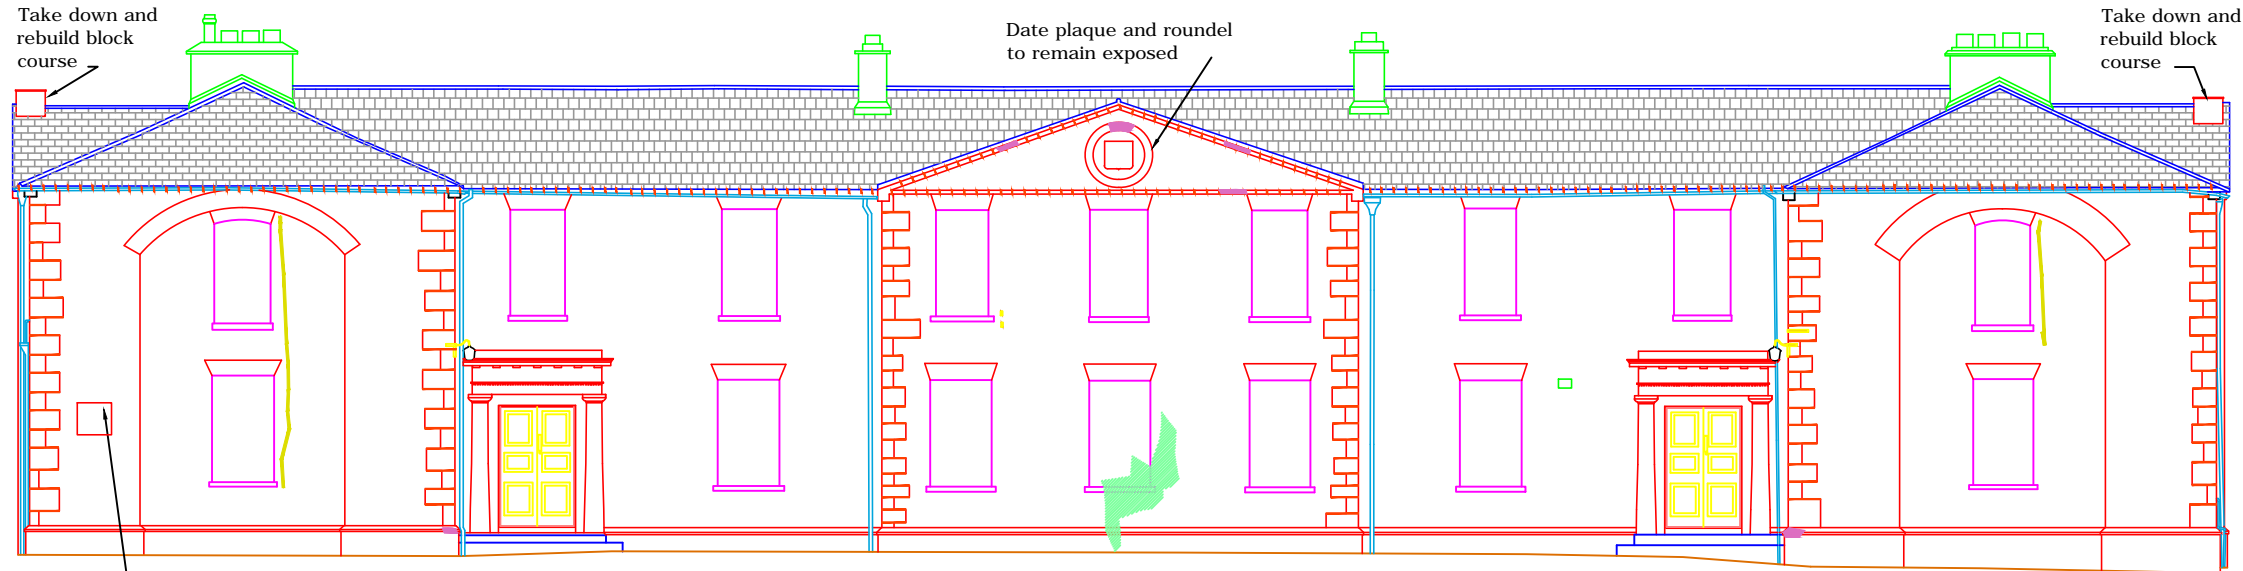 Take down and
rebuild block
course
Date plaque and roundel
to remain exposed
Take down and
rebuild block
course